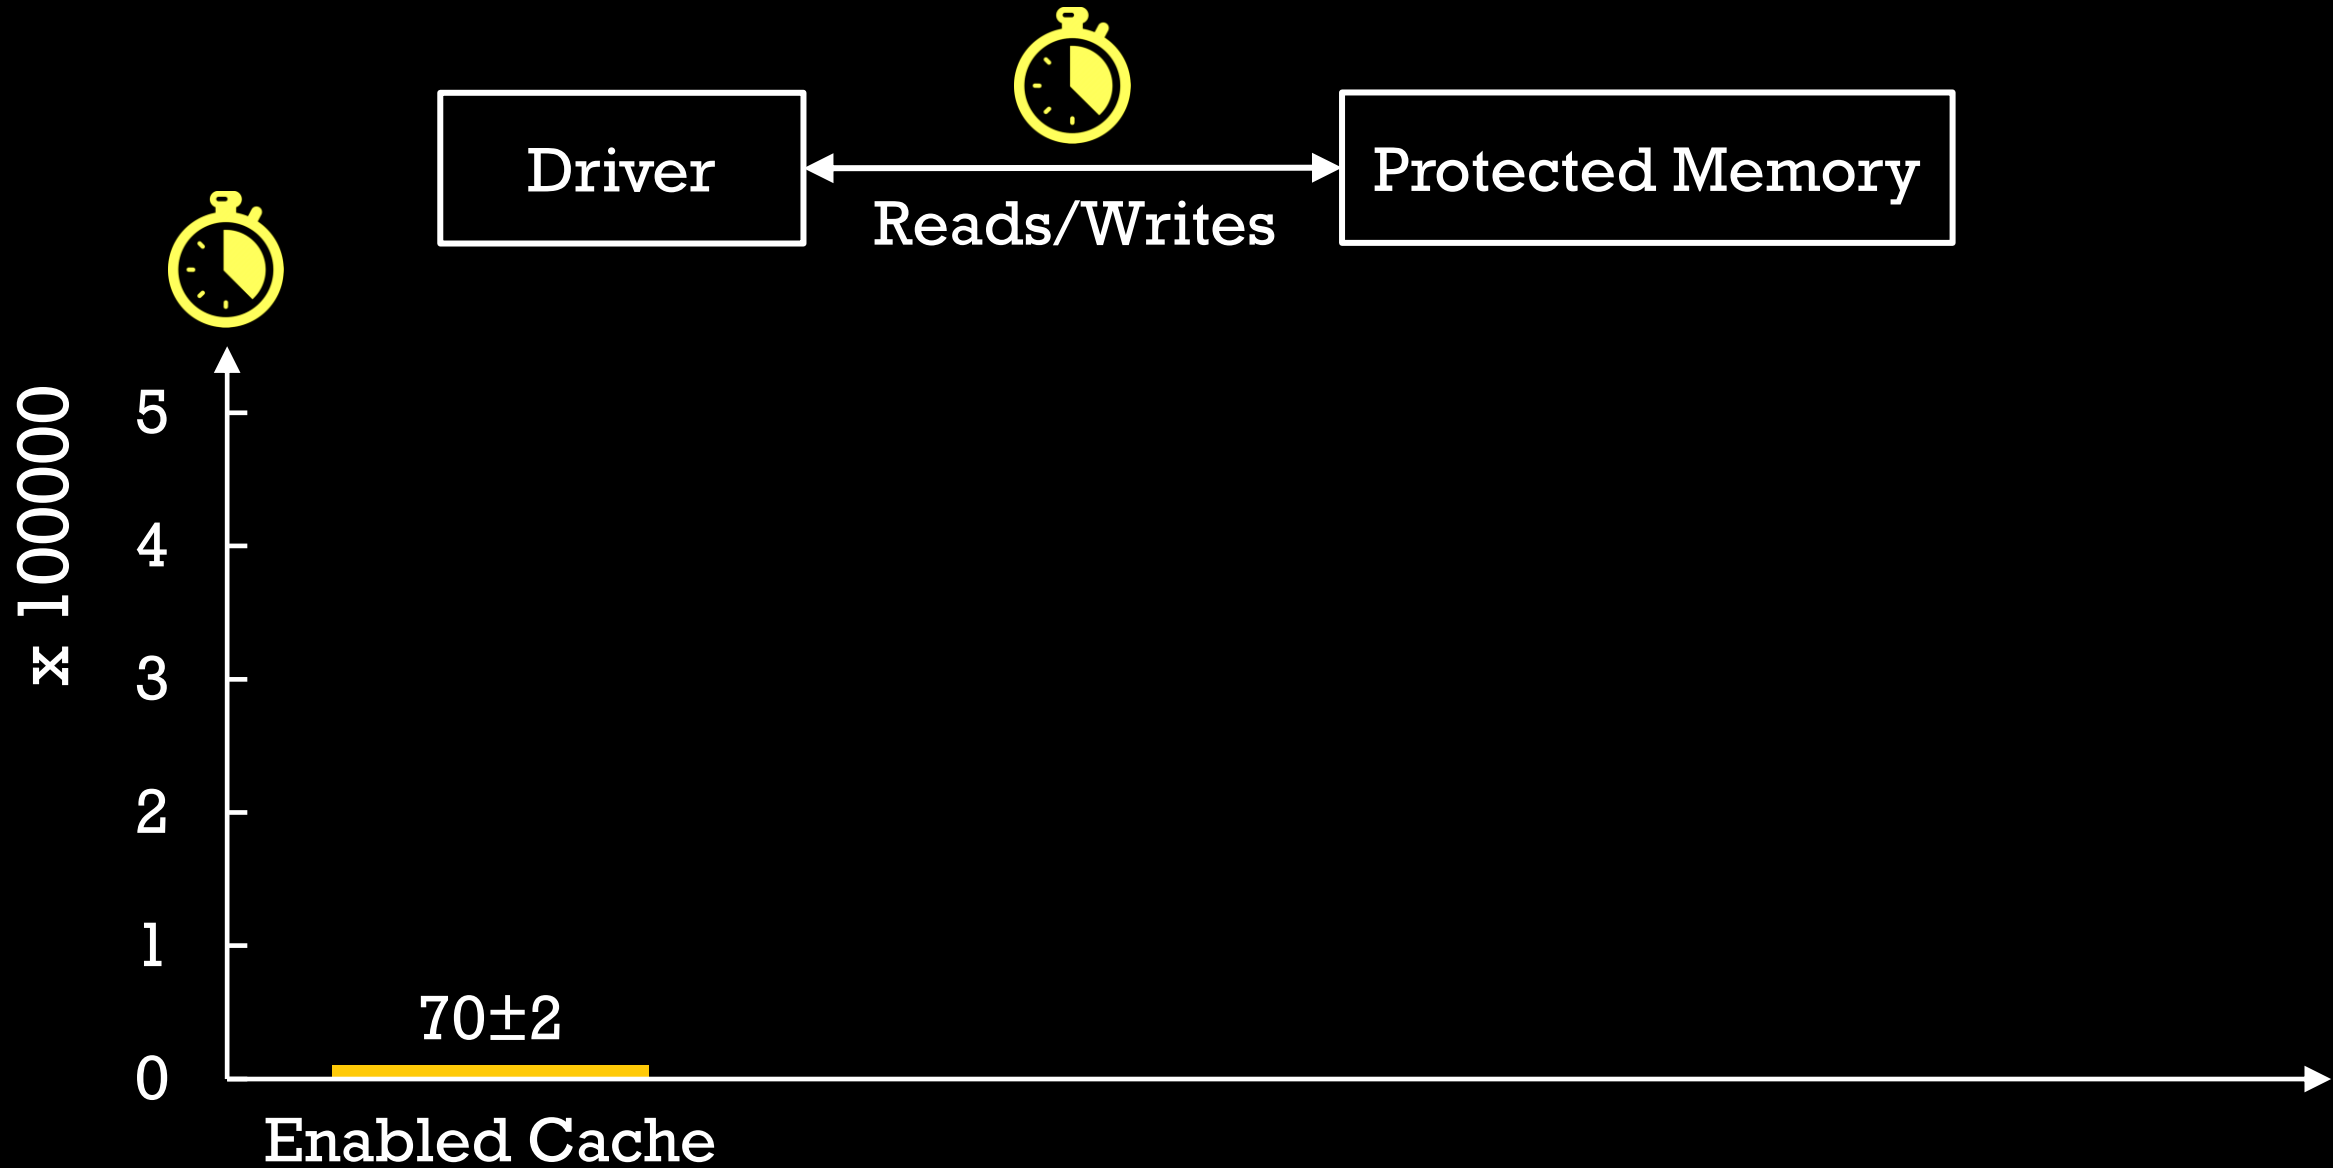 Driver
Protected Memory
Reads/Writes
x 100000
5
4
3
2
1
0
70±2
Enabled Cache